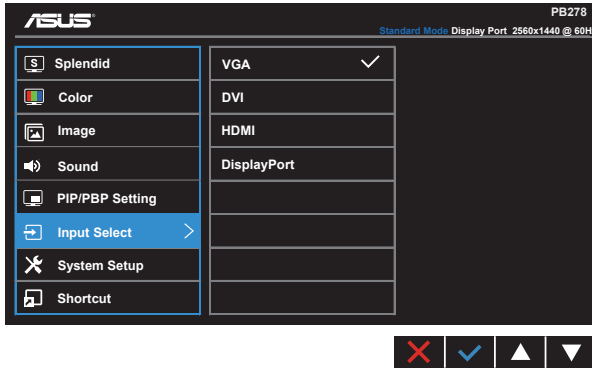 ASUS PB278
Standard Mode Display Port 2560x1440 @ 60H
S Splendid
Color
Image
Sound
PIP/PBP Setting
Input Select
System Setup
Shortcut
VGA
DVI
HDMI
DisplayPort